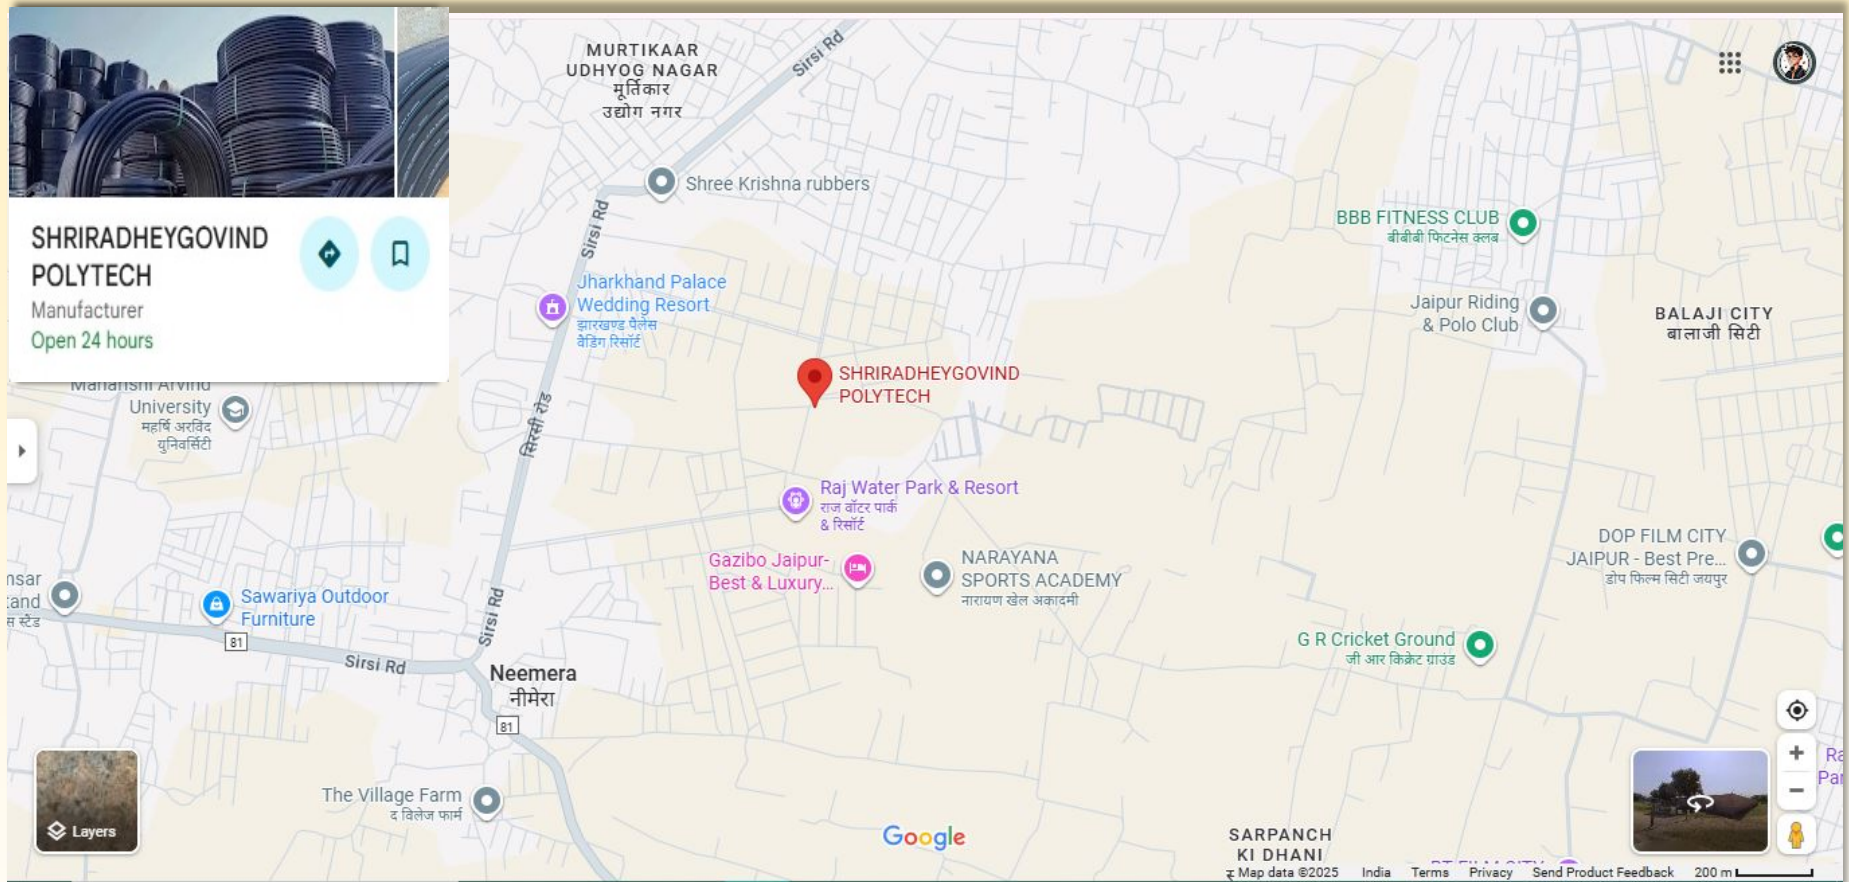 SHRIRADHEYGOVIND
POLYTECH
Manufacturer
Open 24 hours
MURTIKAAR
UDHYOG NAGAR
मूर्तिकार
उद्योग नगर
Sirsi Rd
Shree Krishna rubbers
Sirsi Rd
Jharkhand Palace
Wedding Resort
झारखण्ड पैलेस
वैडिंग रिसॉर्ट
BBB FITNESS CLUB
बीबीबी फिटनेस क्लब
Jaipur Riding
& Polo Club
BALAJI CITY
बालाजी सिटी
SHRIRADHEYGOVIND
POLYTECH
Maharishi Arvind
University
महर्षि अरविंद
युनिवर्सिटी
सिरसी रोड
Raj Water Park & Resort
राज वॉटर पार्क
& रिसॉर्ट
Gazibo Jaipur-
Best & Luxury...
NARAYANA
SPORTS ACADEMY
नारायण खेल अकादमी
DOP FILM CITY
JAIPUR - Best Pre...
डोप फिल्म सिटी जयपुर
Sawariya Outdoor
Furniture
81
Sirsi Rd
Sirsi Rd
Neemera
नीमेरा
81
G R Cricket Ground
जी आर क्रिकेट ग्राउंड
The Village Farm
द विलेज फार्म
Layers
Google
SARPANCH
KI DHANI
Map data ©2025 India Terms Privacy Send Product Feedback 200 m